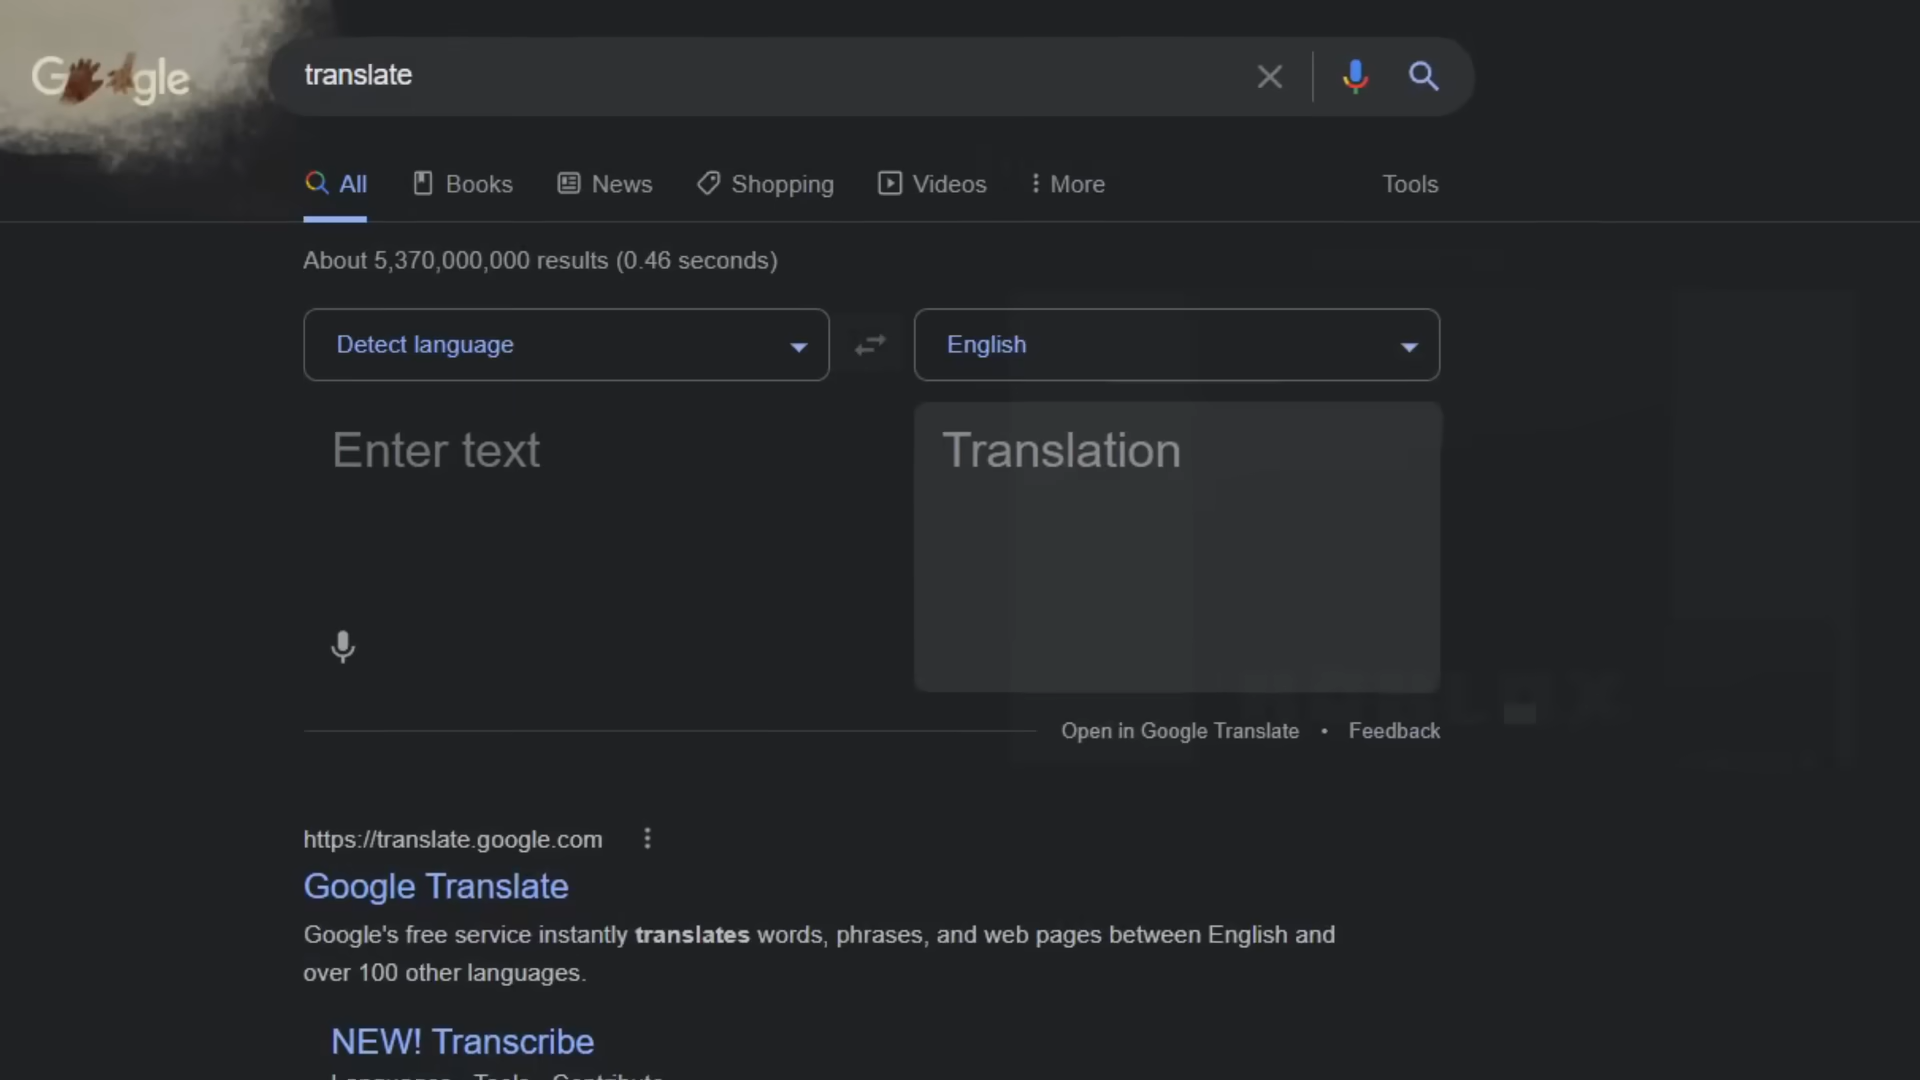 Google
translate
All Books News Shopping Videos More Tools
About 5,370,000,000 results (0.46 seconds)
Detect language English
Enter text Translation
Open in Google Translate • Feedback
https://translate.google.com
Google Translate
Google's free service instantly translates words, phrases, and web pages between English and
over 100 other languages.
NEW! Transcribe